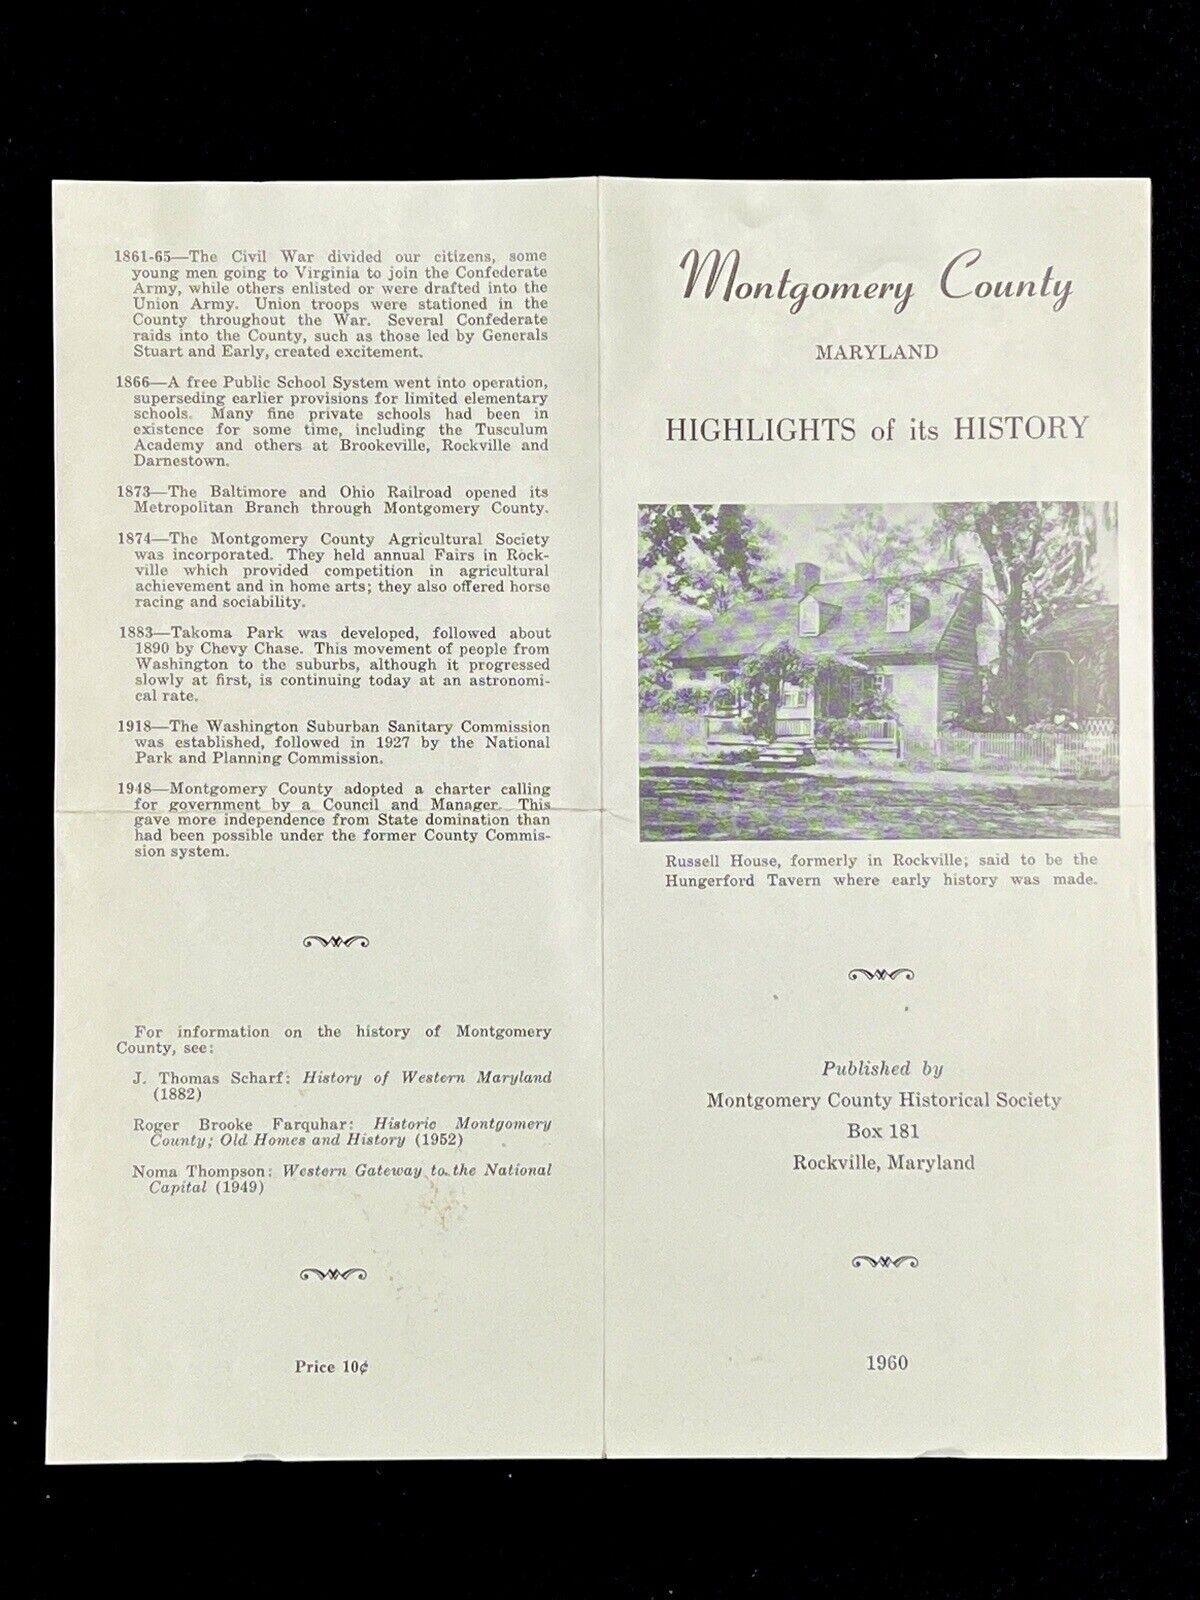 1861-65—The Civil War divided our citizens, some
young men going to Virginia to join the Confederate
Army, while others enlisted or were drafted into the
Union Army. Union troops were stationed in the
County throughout the War. Several Confederate
raids into the County, such as those led by Generals
Stuart and Early, created excitement.
1866—A free Public School System went into operation,
superseding earlier provisions for limited elementary
schools. Many fine private schools had been in
existence for some time, including the Tusculum
Academy and others at Brookeville, Rockville and
Darnestown.
1873—The Baltimore and Ohio Railroad opened its
Metropolitan Branch through Montgomery County.
1874—The Montgomery County Agricultural Society
was incorporated. They held annual Fairs in Rock-
ville which provided competition in agricultural
achievement and in home arts; they also offered horse
racing and sociability.
1883—Takoma Park was developed, followed about
1890 by Chevy Chase. This movement of people from
Washington to the suburbs, although it progressed
slowly at first, is continuing today at an astronomi-
cal rate.
1918—The Washington Suburban Sanitary Commission
was established, followed in 1927 by the National
Park and Planning Commission.
1948—Montgomery County adopted a charter calling
for government by a Council and Manager. This
gave more independence from State domination than
had been possible under the former County Commis-
sion system.
For information on the history of Montgomery
County, see:
J. Thomas Scharf: History of Western Maryland
(1882)
Roger Brooke Farquhar: Historic Montgomery
County; Old Homes and History (1952)
Noma Thompson: Western Gateway to the National
Capital (1949)
Price 10¢
Montgomery County
MARYLAND
HIGHLIGHTS of its HISTORY
Russell House, formerly in Rockville; said to be the
Hungerford Tavern where early history was made.
Published by
Montgomery County Historical Society
Box 181
Rockville, Maryland
1960